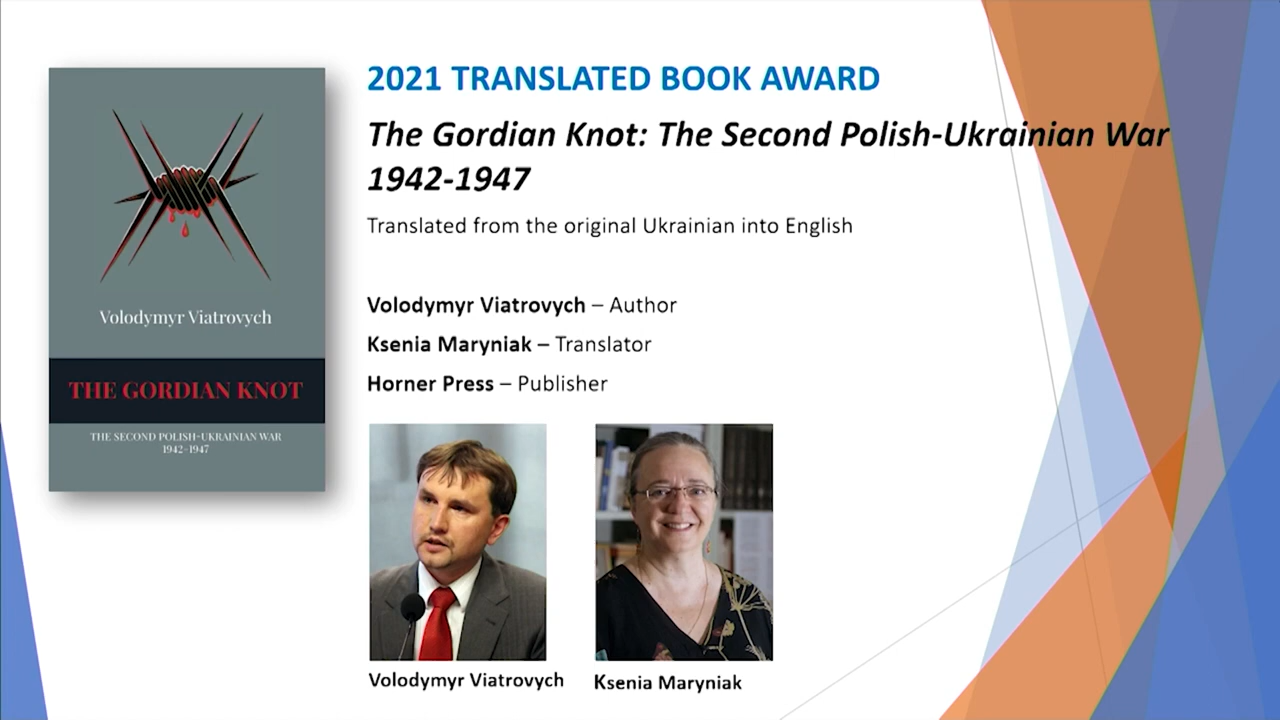 2021 TRANSLATED BOOK AWARD
The Gordian Knot: The Second Polish-Ukrainian War
1942-1947
Translated from the original Ukrainian into English
Volodymyr Viatrovych – Author
Ksenia Maryniak – Translator
Horner Press – Publisher
Volodymyr Viatrovych
THE GORDIAN KNOT
THE SECOND POLISH-UKRAINIAN WAR
1942–1947
Volodymyr Viatrovych
Ksenia Maryniak